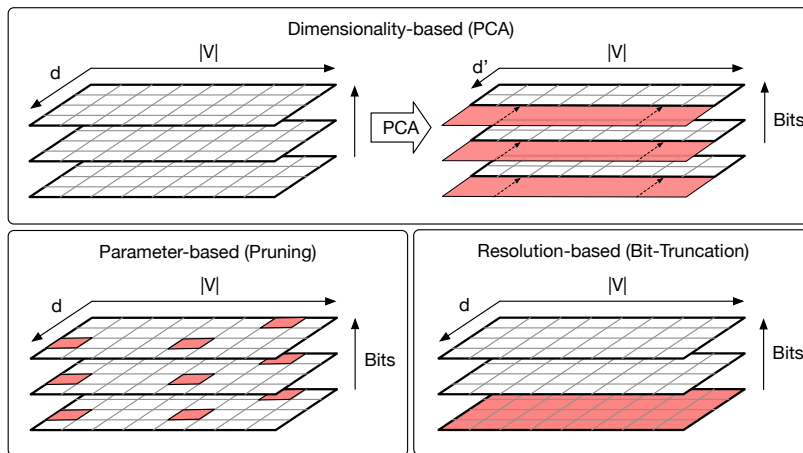 Dimensionality-based (PCA)
|V|
d
|V|
d'
PCA
Bits
Parameter-based (Pruning)
|V|
d
Bits
Resolution-based (Bit-Truncation)
|V|
d
Bits